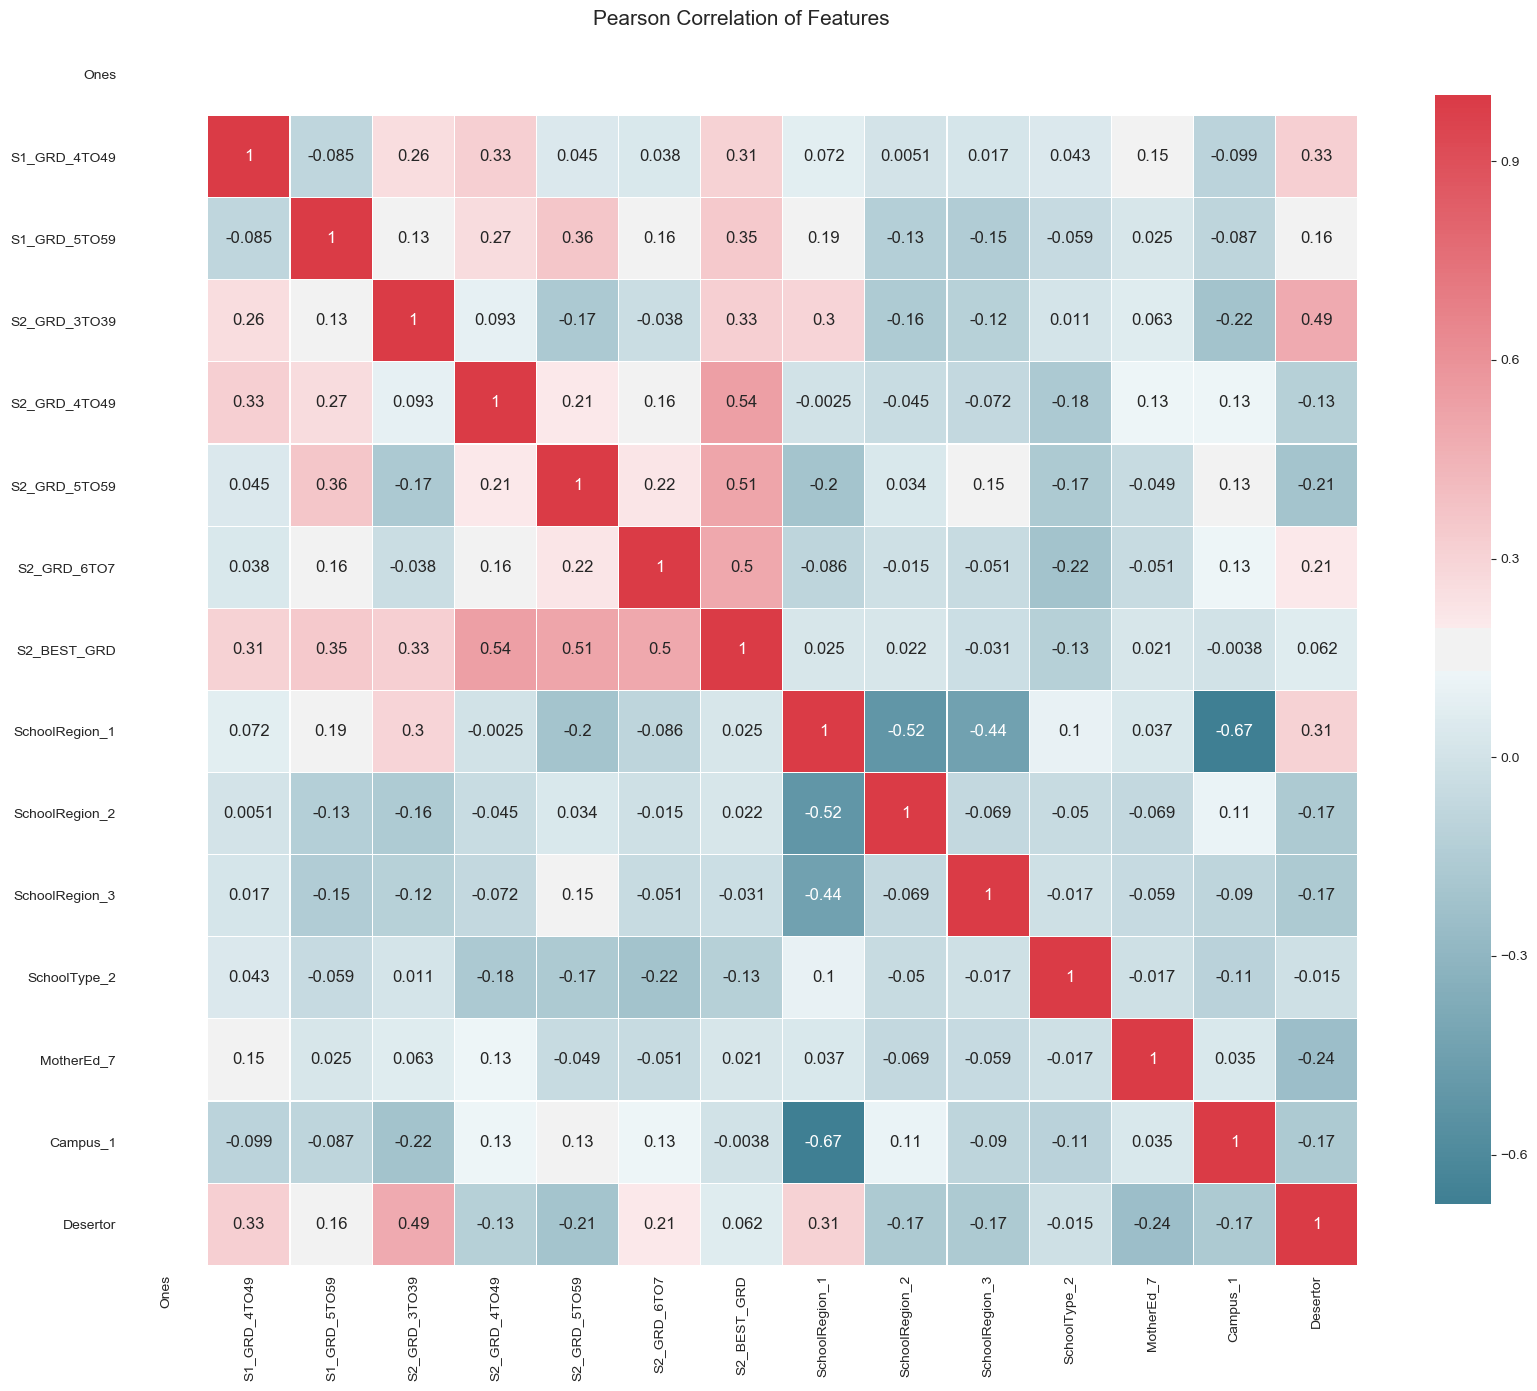 Pearson Correlation of Features
Ones
S1_GRD_4TO49 1 -0.085 0.26 0.33 0.045 0.038 0.31 0.072 0.0051 0.017 0.043 0.15 -0.099 0.33
S1_GRD_5TO59 -0.085 1 0.13 0.27 0.36 0.16 0.35 0.19 -0.13 -0.15 -0.059 0.025 -0.087 0.16
S2_GRD_3TO39 0.26 0.13 1 0.093 -0.17 -0.038 0.33 0.3 -0.16 -0.12 0.011 0.063 -0.22 0.49
S2_GRD_4TO49 0.33 0.27 0.093 1 0.21 0.16 0.54 -0.0025 -0.045 -0.072 -0.18 0.13 0.13 -0.13
S2_GRD_5TO59 0.045 0.36 -0.17 0.21 1 0.22 0.51 -0.2 0.034 0.15 -0.17 -0.049 0.13 -0.21
S2_GRD_6TO7 0.038 0.16 -0.038 0.16 0.22 1 0.5 -0.086 -0.015 -0.051 -0.22 -0.051 0.13 0.21
S2_BEST_GRD 0.31 0.35 0.33 0.54 0.51 0.5 1 0.025 0.022 -0.031 -0.13 0.021 -0.0038 0.062
SchoolRegion_1 0.072 0.19 0.3 -0.0025 -0.2 -0.086 0.025 1 -0.52 -0.44 0.1 0.037 -0.67 0.31
SchoolRegion_2 0.0051 -0.13 -0.16 -0.045 0.034 -0.015 0.022 -0.52 1 -0.069 -0.05 -0.069 0.11 -0.17
SchoolRegion_3 0.017 -0.15 -0.12 -0.072 0.15 -0.051 -0.031 -0.44 -0.069 1 -0.017 -0.059 -0.09 -0.17
SchoolType_2 0.043 -0.059 0.011 -0.18 -0.17 -0.22 -0.13 0.1 -0.05 -0.017 1 -0.017 -0.11 -0.015
MotherEd_7 0.15 0.025 0.063 0.13 -0.049 -0.051 0.021 0.037 -0.069 -0.059 -0.017 1 0.035 -0.24
Campus_1 -0.099 -0.087 -0.22 0.13 0.13 0.13 -0.0038 -0.67 0.11 -0.09 -0.11 0.035 1 -0.17
Desertor 0.33 0.16 0.49 -0.13 -0.21 0.21 0.062 0.31 -0.17 -0.17 -0.015 -0.24 -0.17 1
Ones
S1_GRD_4TO49
S1_GRD_5TO59
S2_GRD_3TO39
S2_GRD_4TO49
S2_GRD_5TO59
S2_GRD_6TO7
S2_BEST_GRD
SchoolRegion_1
SchoolRegion_2
SchoolRegion_3
SchoolType_2
MotherEd_7
Campus_1
Desertor
0.9
0.6
0.3
0.0
−0.3
−0.6